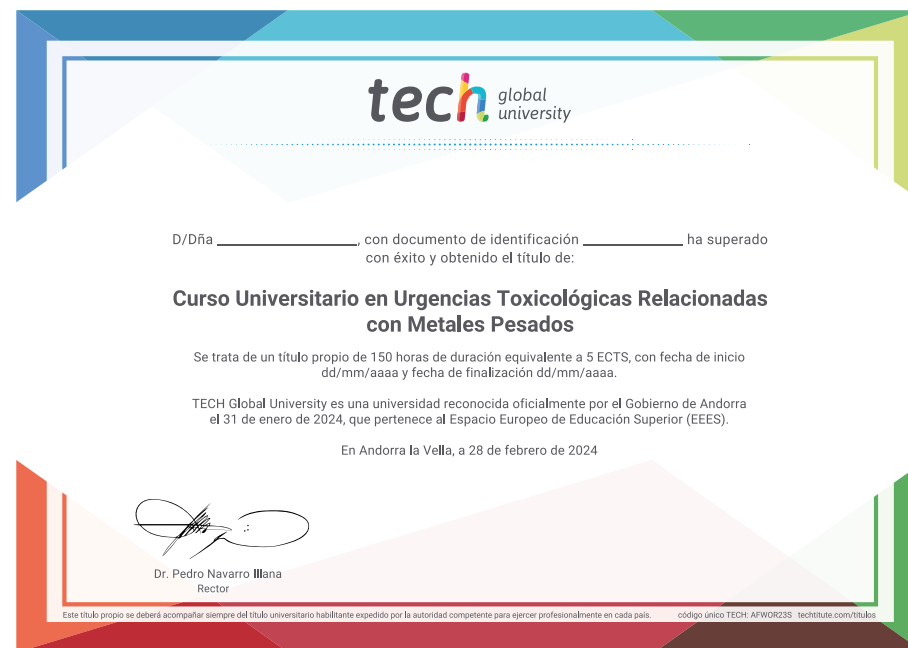 tech global university
D/Dña ____________, con documento de identificación ____________ ha superado
con éxito y obtenido el título de:
Curso Universitario en Urgencias Toxicológicas Relacionadas
con Metales Pesados
Se trata de un título propio de 150 horas de duración equivalente a 5 ECTS, con fecha de inicio
dd/mm/aaaa y fecha de finalización dd/mm/aaaa.
TECH Global University es una universidad reconocida oficialmente por el Gobierno de Andorra
el 31 de enero de 2024, que pertenece al Espacio Europeo de Educación Superior (EEES).
En Andorra la Vella, a 28 de febrero de 2024
Dr. Pedro Navarro Illana
Rector
Este título propio se deberá acompañar siempre del título universitario habilitante expedido por la autoridad competente para ejercer profesionalmente en cada país. código único TECH: AFWOR23S techtitute.com/titulos